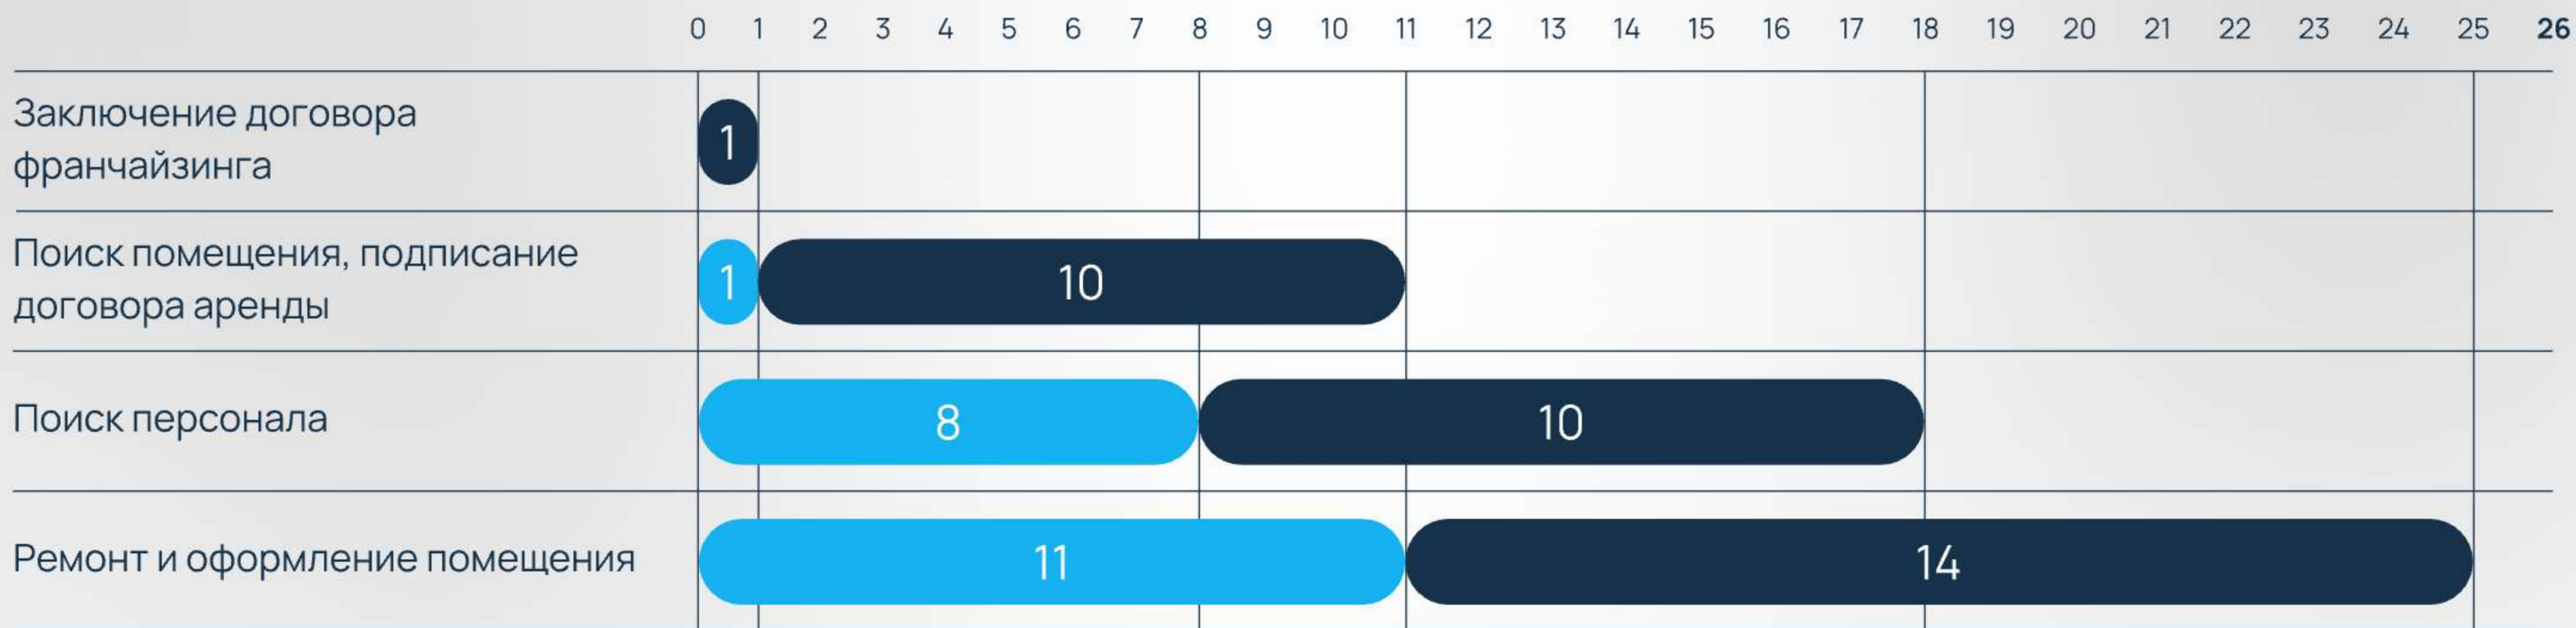 0 1 2 3 4 5 6 7 8 9 10 11 12 13 14 15 16 17 18 19 20 21 22 23 24 25 26
Заключение договора
франчайзинга
1
Поиск помещения, подписание
договора аренды
1 10
Поиск персонала
8 10
Ремонт и оформление помещения
11 14